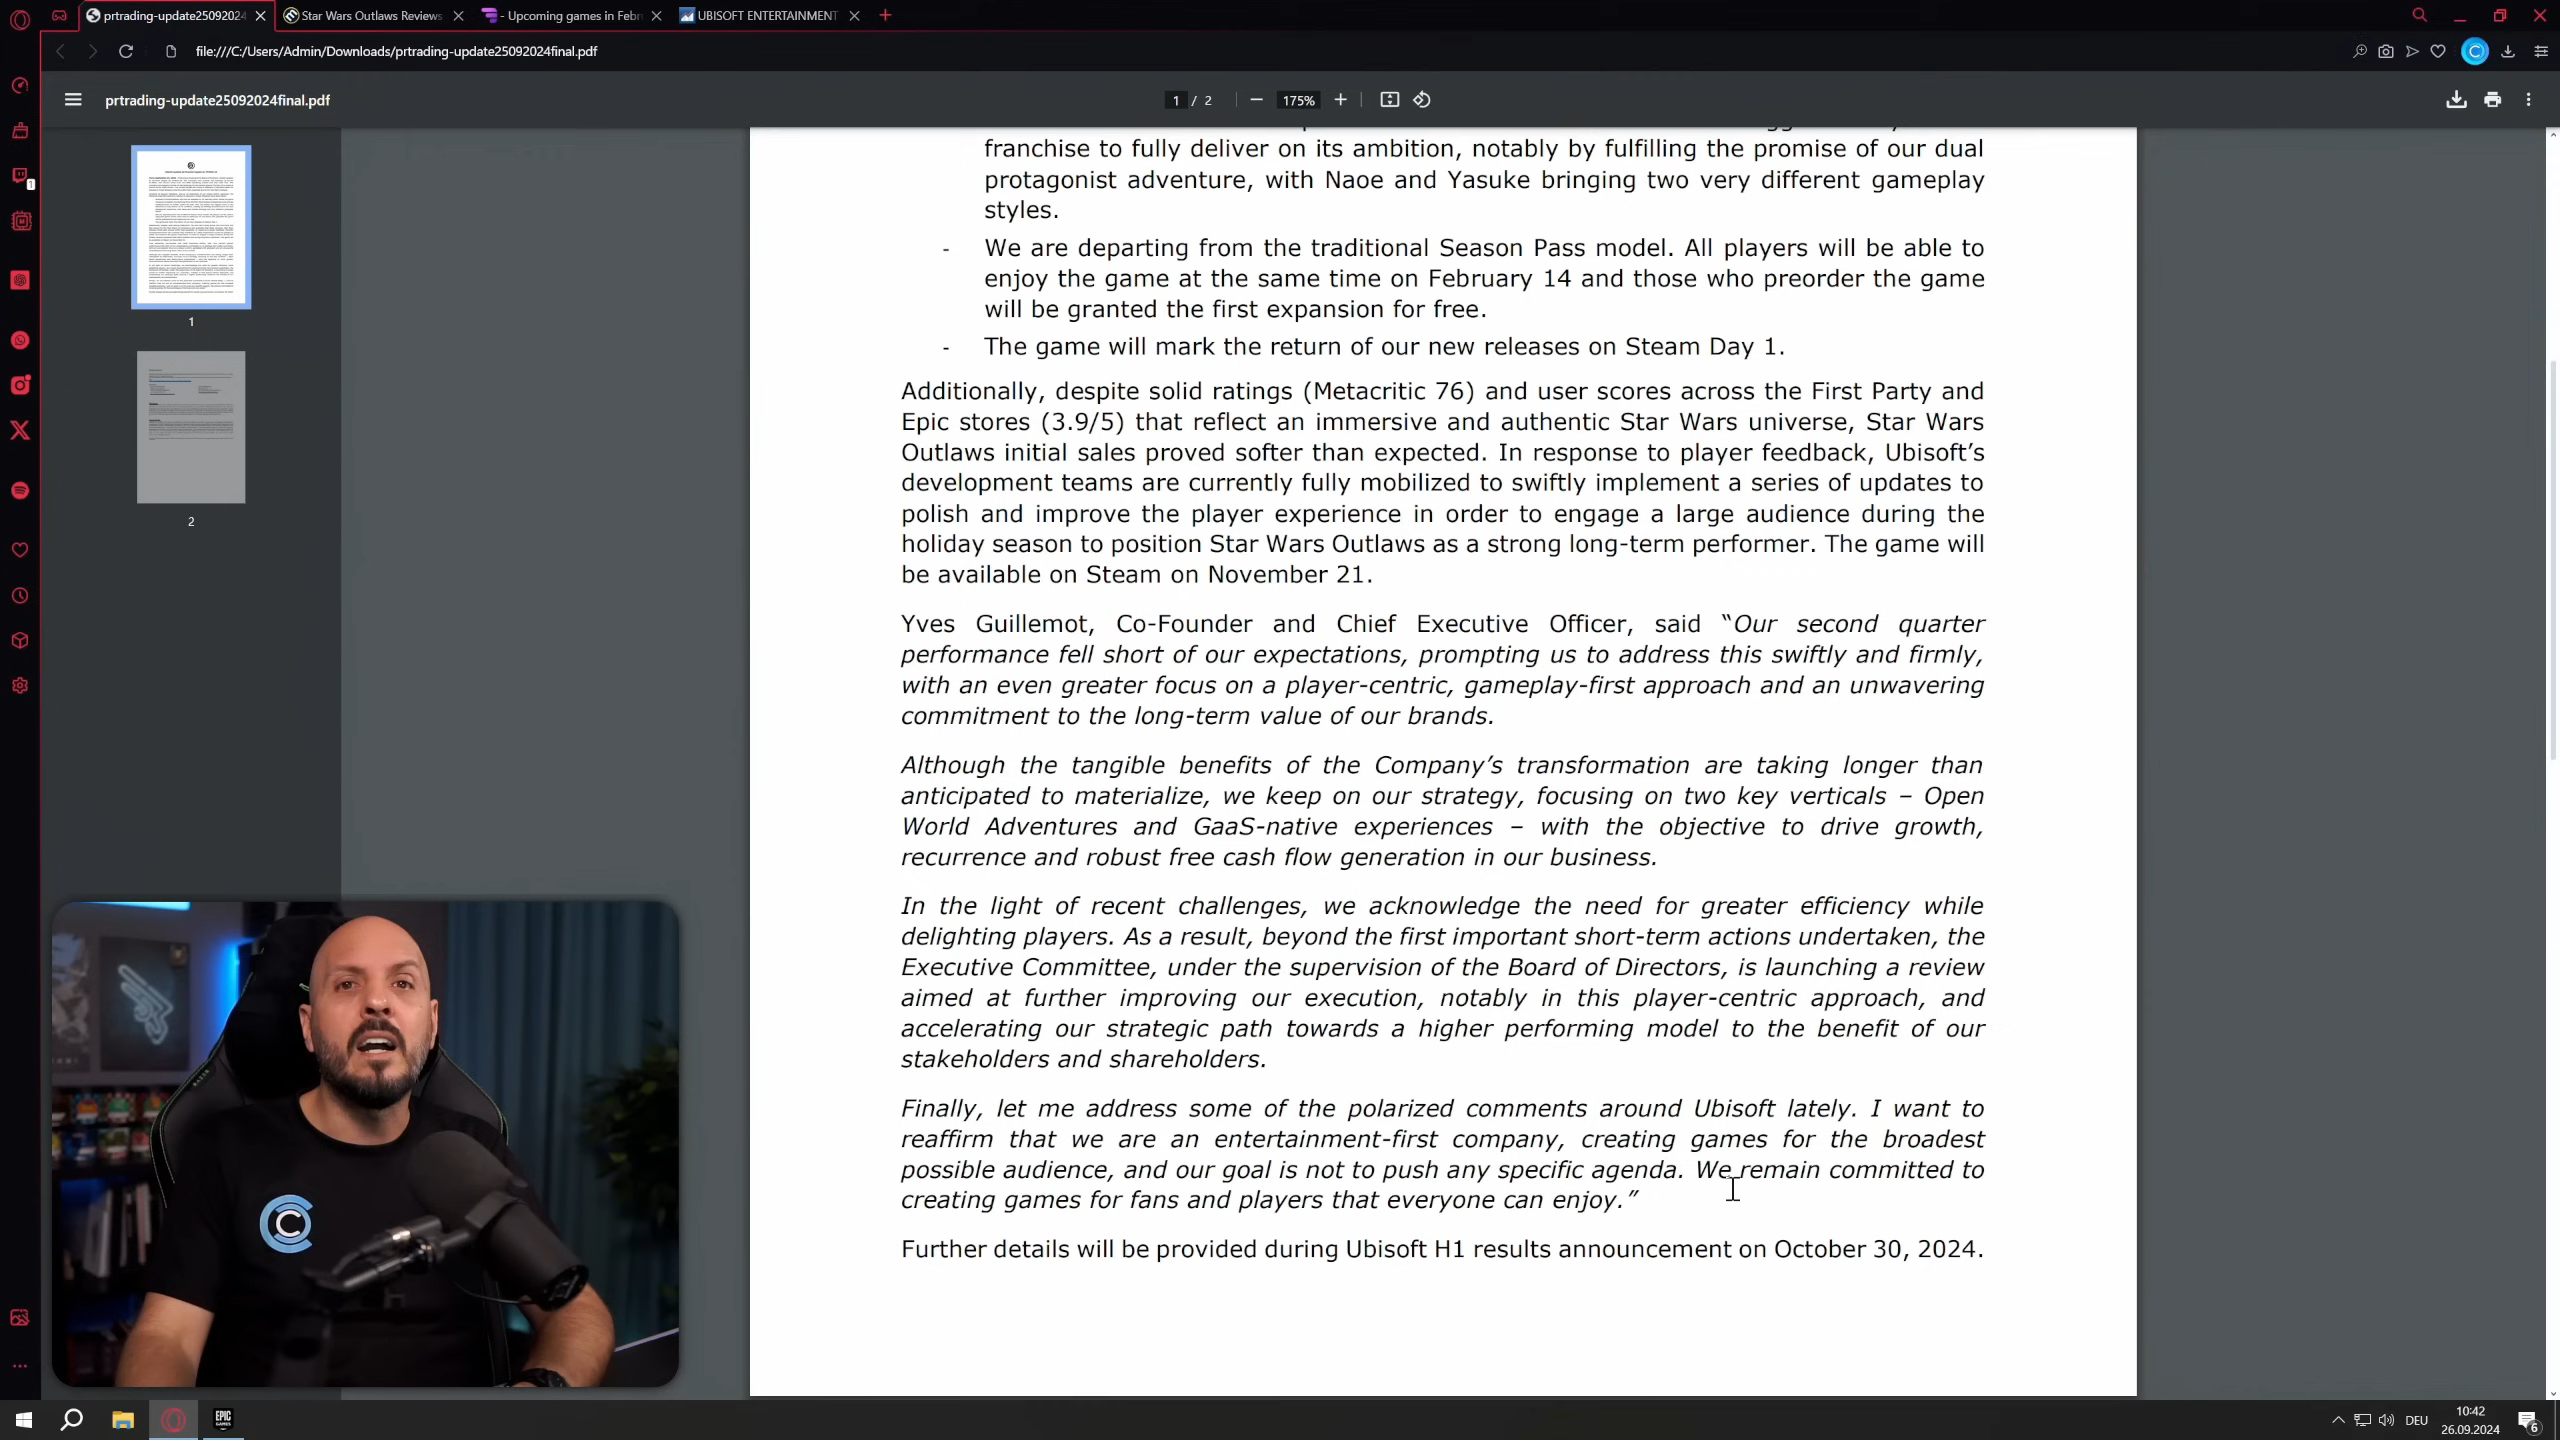 prtrading-update25092024
Star Wars Outlaws Reviews
- Upcoming games in Febr
UBISOFT ENTERTAINMENT
file:///C:/Users/Admin/Downloads/prtrading-update25092024final.pdf
prtrading-update25092024final.pdf
1 / 2
175%
1
2
franchise to fully deliver on its ambition, notably by fulfilling the promise of our dual
protagonist adventure, with Naoe and Yasuke bringing two very different gameplay
styles.
- We are departing from the traditional Season Pass model. All players will be able to
enjoy the game at the same time on February 14 and those who preorder the game
will be granted the first expansion for free.
- The game will mark the return of our new releases on Steam Day 1.
Additionally, despite solid ratings (Metacritic 76) and user scores across the First Party and
Epic stores (3.9/5) that reflect an immersive and authentic Star Wars universe, Star Wars
Outlaws initial sales proved softer than expected. In response to player feedback, Ubisoft’s
development teams are currently fully mobilized to swiftly implement a series of updates to
polish and improve the player experience in order to engage a large audience during the
holiday season to position Star Wars Outlaws as a strong long-term performer. The game will
be available on Steam on November 21.
Yves Guillemot, Co-Founder and Chief Executive Officer, said “Our second quarter
performance fell short of our expectations, prompting us to address this swiftly and firmly,
with an even greater focus on a player-centric, gameplay-first approach and an unwavering
commitment to the long-term value of our brands.
Although the tangible benefits of the Company’s transformation are taking longer than
anticipated to materialize, we keep on our strategy, focusing on two key verticals – Open
World Adventures and GaaS-native experiences – with the objective to drive growth,
recurrence and robust free cash flow generation in our business.
In the light of recent challenges, we acknowledge the need for greater efficiency while
delighting players. As a result, beyond the first important short-term actions undertaken, the
Executive Committee, under the supervision of the Board of Directors, is launching a review
aimed at further improving our execution, notably in this player-centric approach, and
accelerating our strategic path towards a higher performing model to the benefit of our
stakeholders and shareholders.
Finally, let me address some of the polarized comments around Ubisoft lately. I want to
reaffirm that we are an entertainment-first company, creating games for the broadest
possible audience, and our goal is not to push any specific agenda. We remain committed to
creating games for fans and players that everyone can enjoy.”
Further details will be provided during Ubisoft H1 results announcement on October 30, 2024.
EPIC
GAMES
DEU
10:42
26.09.2024
6